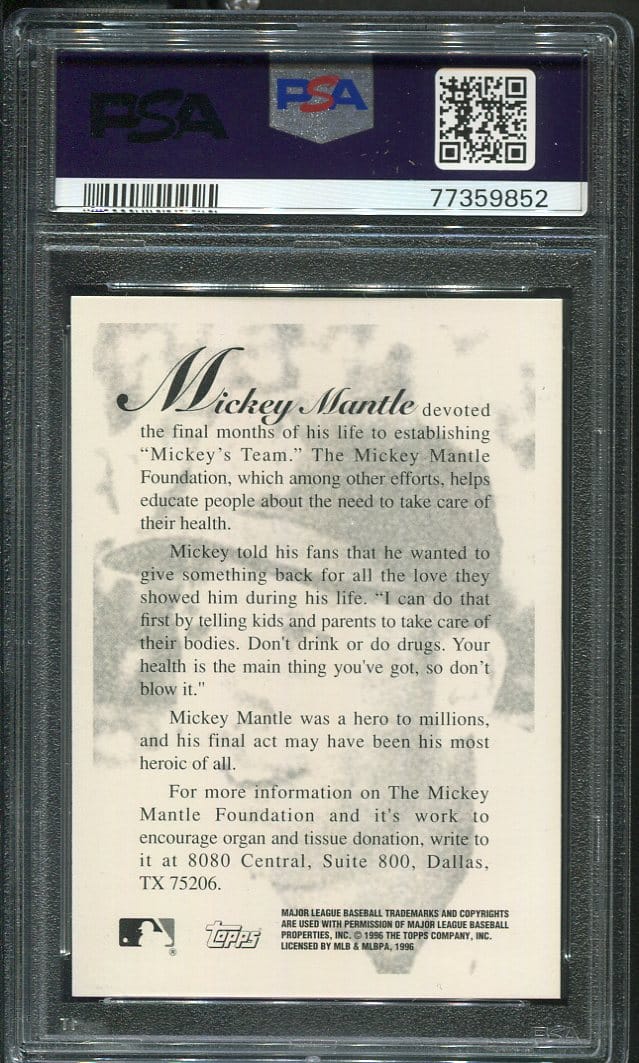 PSA PSA
77359852
Mickey Mantle devoted
the final months of his life to establishing
“Mickey’s Team.” The Mickey Mantle
Foundation, which among other efforts, helps
educate people about the need to take care of
their health.
Mickey told his fans that he wanted to
give something back for all the love they
showed him during his life. “I can do that
first by telling kids and parents to take care of
their bodies. Don't drink or do drugs. Your
health is the main thing you've got, so don’t
blow it."
Mickey Mantle was a hero to millions,
and his final act may have been his most
heroic of all.
For more information on The Mickey
Mantle Foundation and it's work to
encourage organ and tissue donation, write to
it at 8080 Central, Suite 800, Dallas,
TX 75206.
MAJOR LEAGUE BASEBALL TRADEMARKS AND COPYRIGHTS
ARE USED WITH PERMISSION OF MAJOR LEAGUE BASEBALL
PROPERTIES, INC. © 1996 THE TOPPS COMPANY, INC.
LICENSED BY MLB & MLBPA, 1996
®
TOPPS
PSA